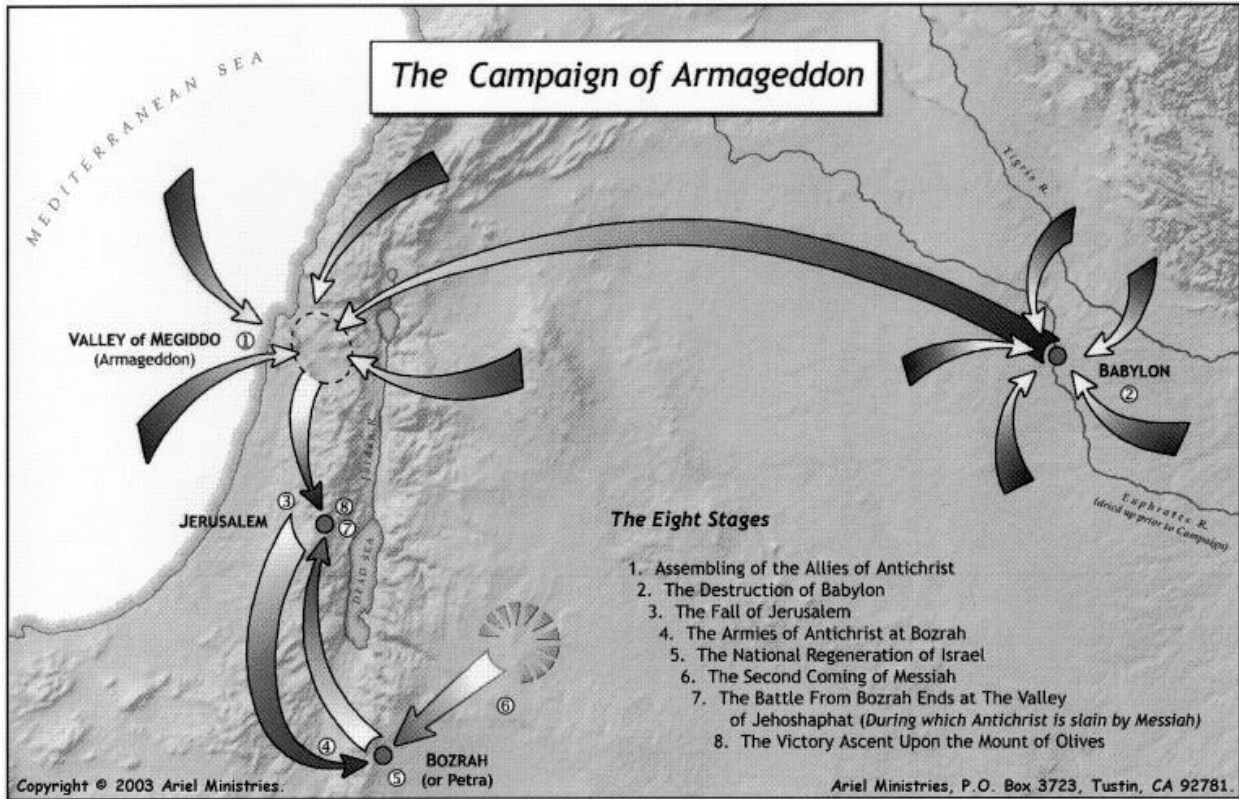 The Campaign of Armageddon
MEDITERRANEAN SEA
Tigris R.
VALLEY of MEGIDDO ①
(Armageddon)
BABYLON
②
Jordan R.
③ ⑧
JERUSALEM ⑦
DEAD SEA
Euphrates R.
(dried up prior to Campaign)
The Eight Stages
1. Assembling of the Allies of Antichrist
2. The Destruction of Babylon
3. The Fall of Jerusalem
4. The Armies of Antichrist at Bozrah
5. The National Regeneration of Israel
6. The Second Coming of Messiah
7. The Battle From Bozrah Ends at The Valley
of Jehoshaphat (During which Antichrist is slain by Messiah)
8. The Victory Ascent Upon the Mount of Olives
⑥
④
BOZRAH
(or Petra)
⑤
Copyright © 2003 Ariel Ministries.
Ariel Ministries, P.O. Box 3723, Tustin, CA 92781.